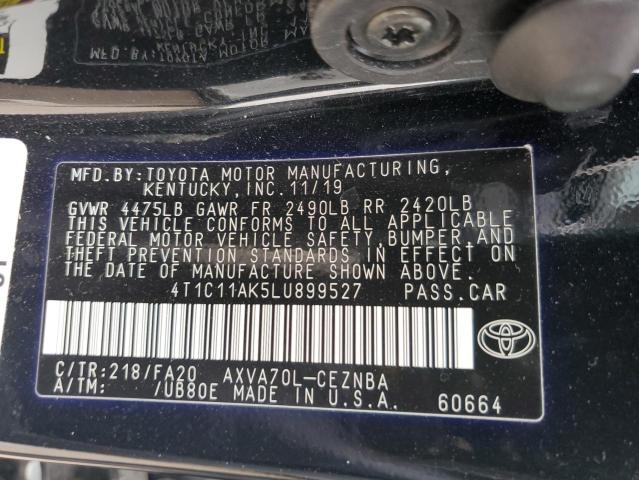 MFD.BY:TOYOTA MOTOR MANUFACTURING,
KENTUCKY,INC.11/19
GVWR 4475LB GAWR FR 2490LB RR 2420LB
THIS VEHICLE CONFORMS TO ALL APPLICABLE
FEDERAL MOTOR VEHICLE SAFETY,BUMPER,AND
THEFT PREVENTION STANDARDS IN EFFECT ON
THE DATE OF MANUFACTURE SHOWN ABOVE.
4T1C11AK5LU899527 PASS.CAR
C/TR:218/FA20 AXVA70L-CEZNBA
A/TM: /UB80E MADE IN U.S.A. 60664
TOYOTA